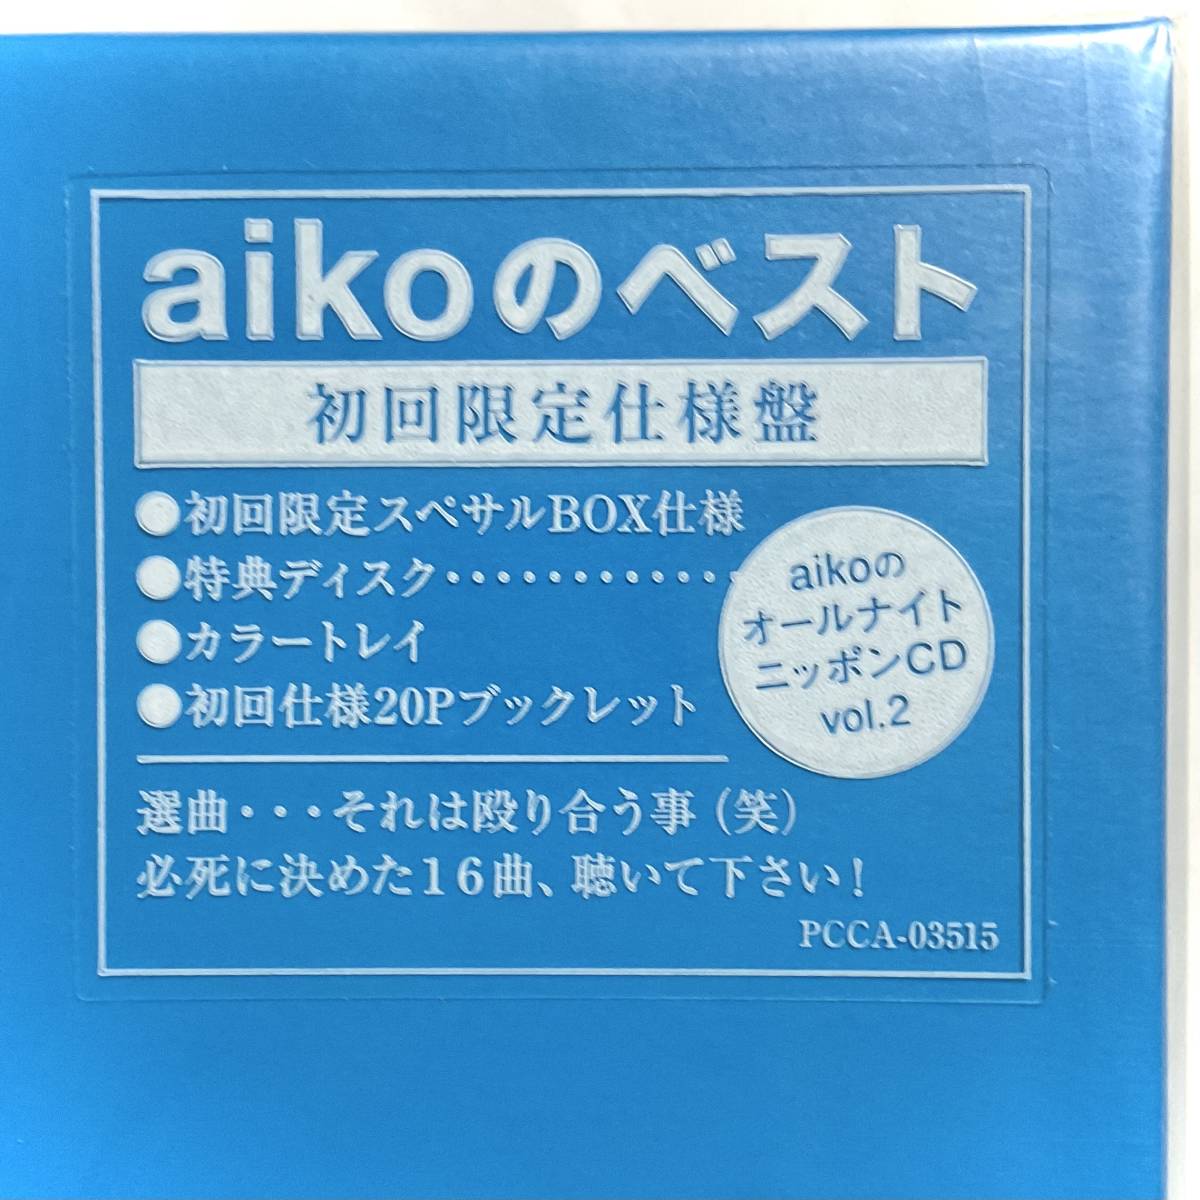 aikoのベスト
初回限定仕様盤
●初回限定スペサルBOX仕様
●特典ディスク・・・・・・・・・・・・
aikoの
オールナイト
ニッポンCD
vol.2
●カラートレイ
●初回仕様20Pブックレット
選曲・・・それは殴り合う事(笑)
必死に決めた16曲、聴いて下さい!
PCCA-03515